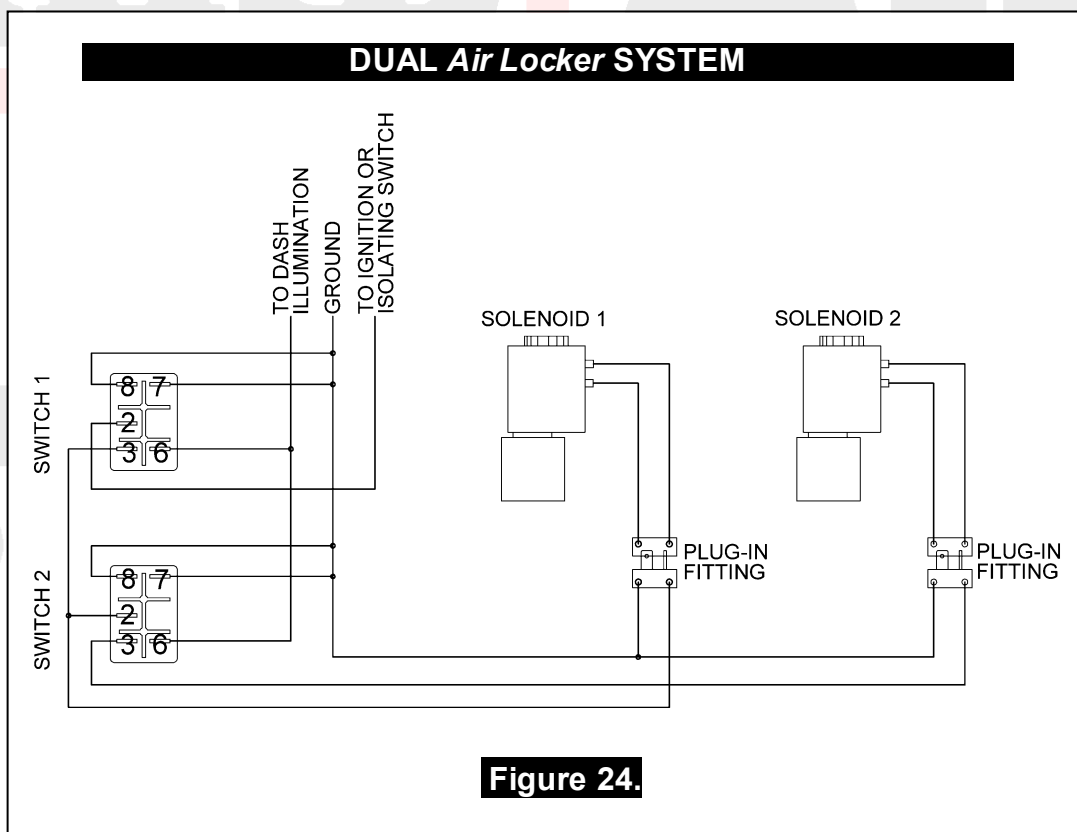 DUAL Air Locker SYSTEM
TO DASH
ILLUMINATION
GROUND
TO IGNITION OR
ISOLATING SWITCH
SOLENOID 1
SOLENOID 2
SWITCH 1
8 7
2
3 6
PLUG-IN
FITTING
PLUG-IN
FITTING
SWITCH 2
8 7
2
3 6
Figure 24.